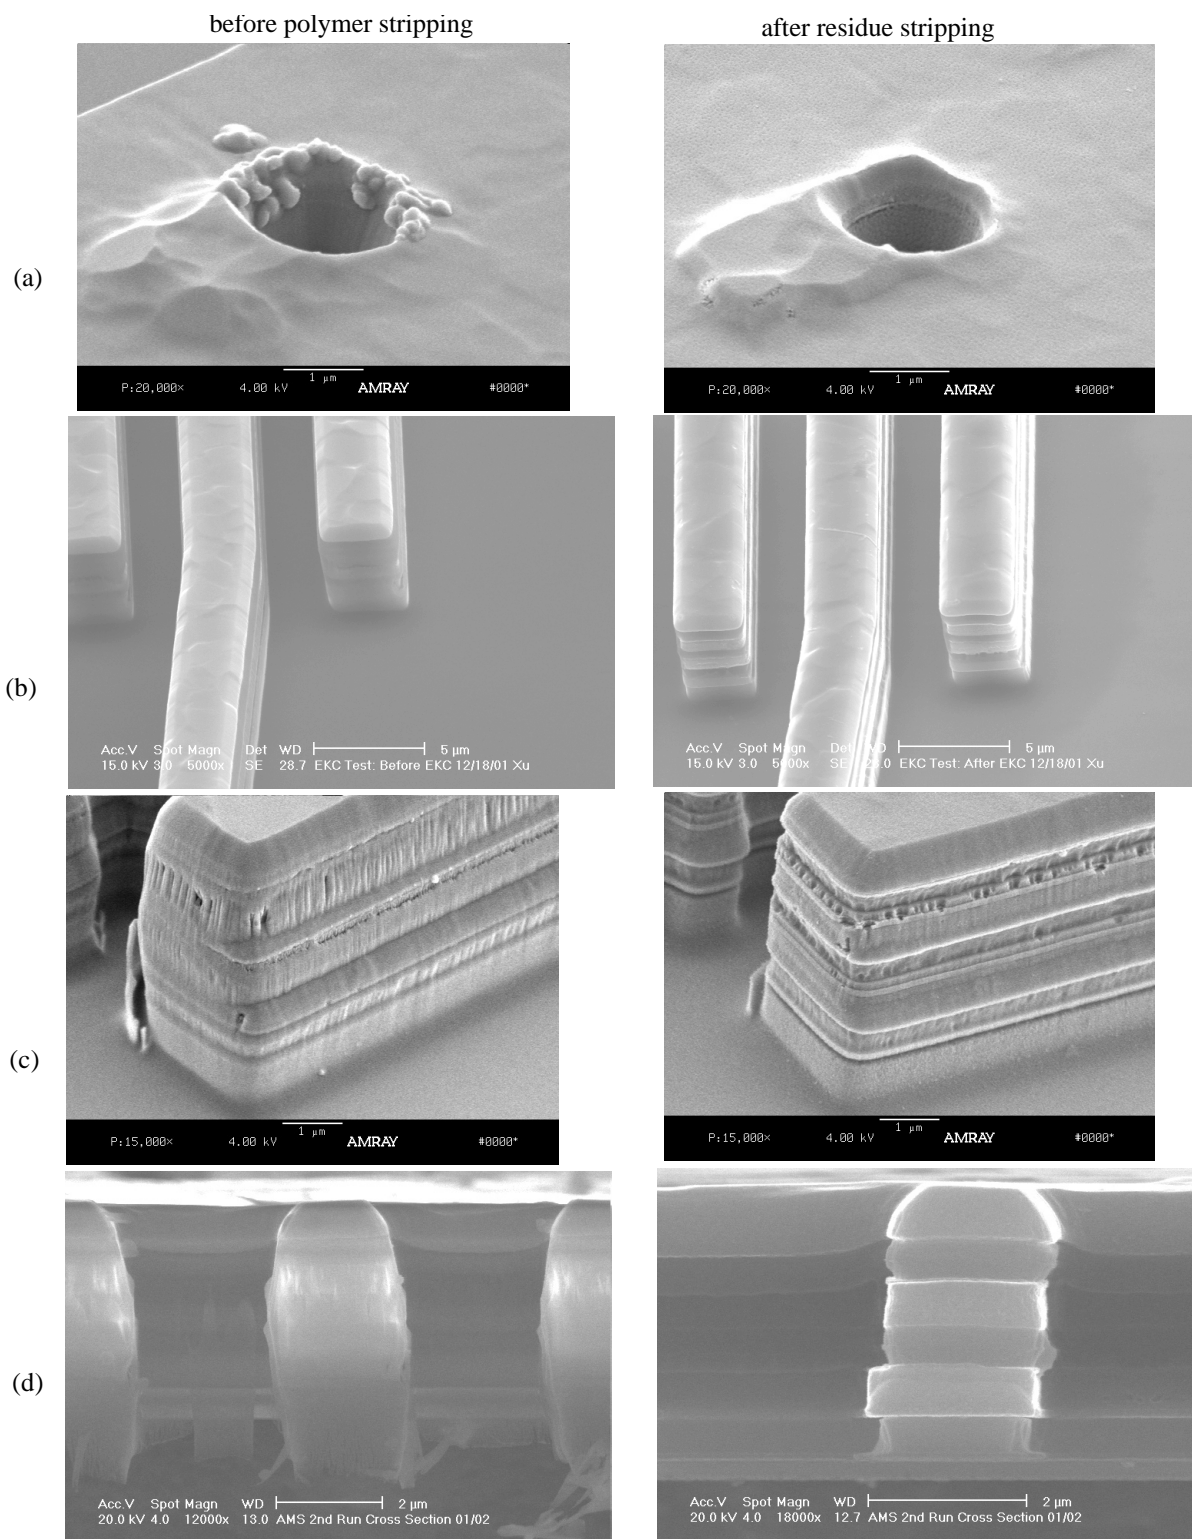 before polymer stripping
after residue stripping
(a)
1 µm
P:20,000× 4.00 kV AMRAY #0000*
1 µm
P:20,000× 4.00 kV AMRAY #0000*
(b)
Acc.V Spot Magn Det WD 5 µm
15.0 kV 3.0 5000x SE 28.7 EKC Test: Before EKC 12/18/01 Xu
Acc.V Spot Magn Det WD 5 µm
15.0 kV 3.0 5000x SE EKC Test: After EKC 12/18/01 Xu
(c)
1 µm
P:15,000× 4.00 kV AMRAY #0000*
1 µm
P:15,000× 4.00 kV AMRAY #0000*
(d)
Acc.V Spot Magn WD 2 µm
20.0 kV 4.0 12000x 13.0 AMS 2nd Run Cross Section 01/02
Acc.V Spot Magn WD 2 µm
20.0 kV 4.0 18000x 12.7 AMS 2nd Run Cross Section 01/02